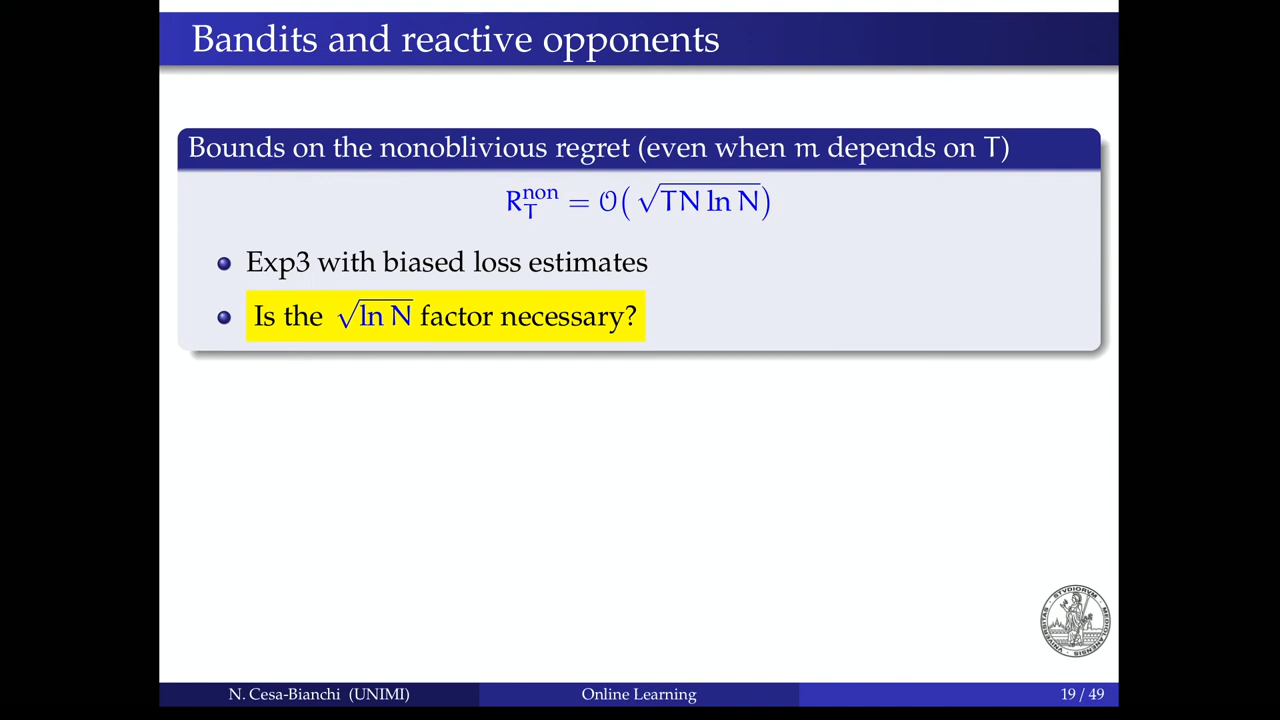 Bandits and reactive opponents
Bounds on the nonoblivious regret (even when m depends on T)
R_T^non = O( √(TN ln N) )
Exp3 with biased loss estimates
Is the √(ln N) factor necessary?
N. Cesa-Bianchi (UNIMI)
Online Learning
19 / 49